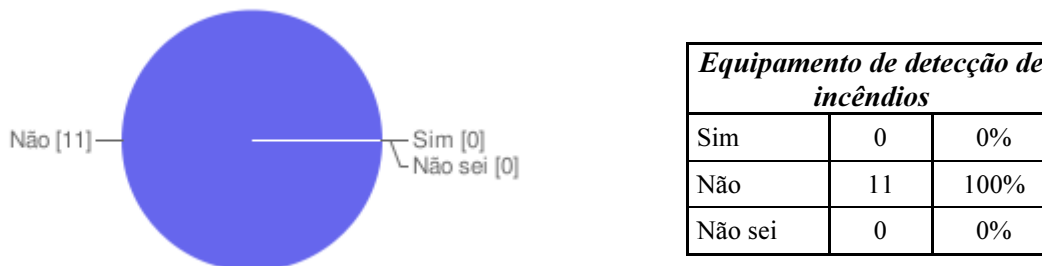 Não [11]
Sim [0]
Não sei [0]
Equipamento de detecção de
incêndios
Sim 0 0%
Não 11 100%
Não sei 0 0%